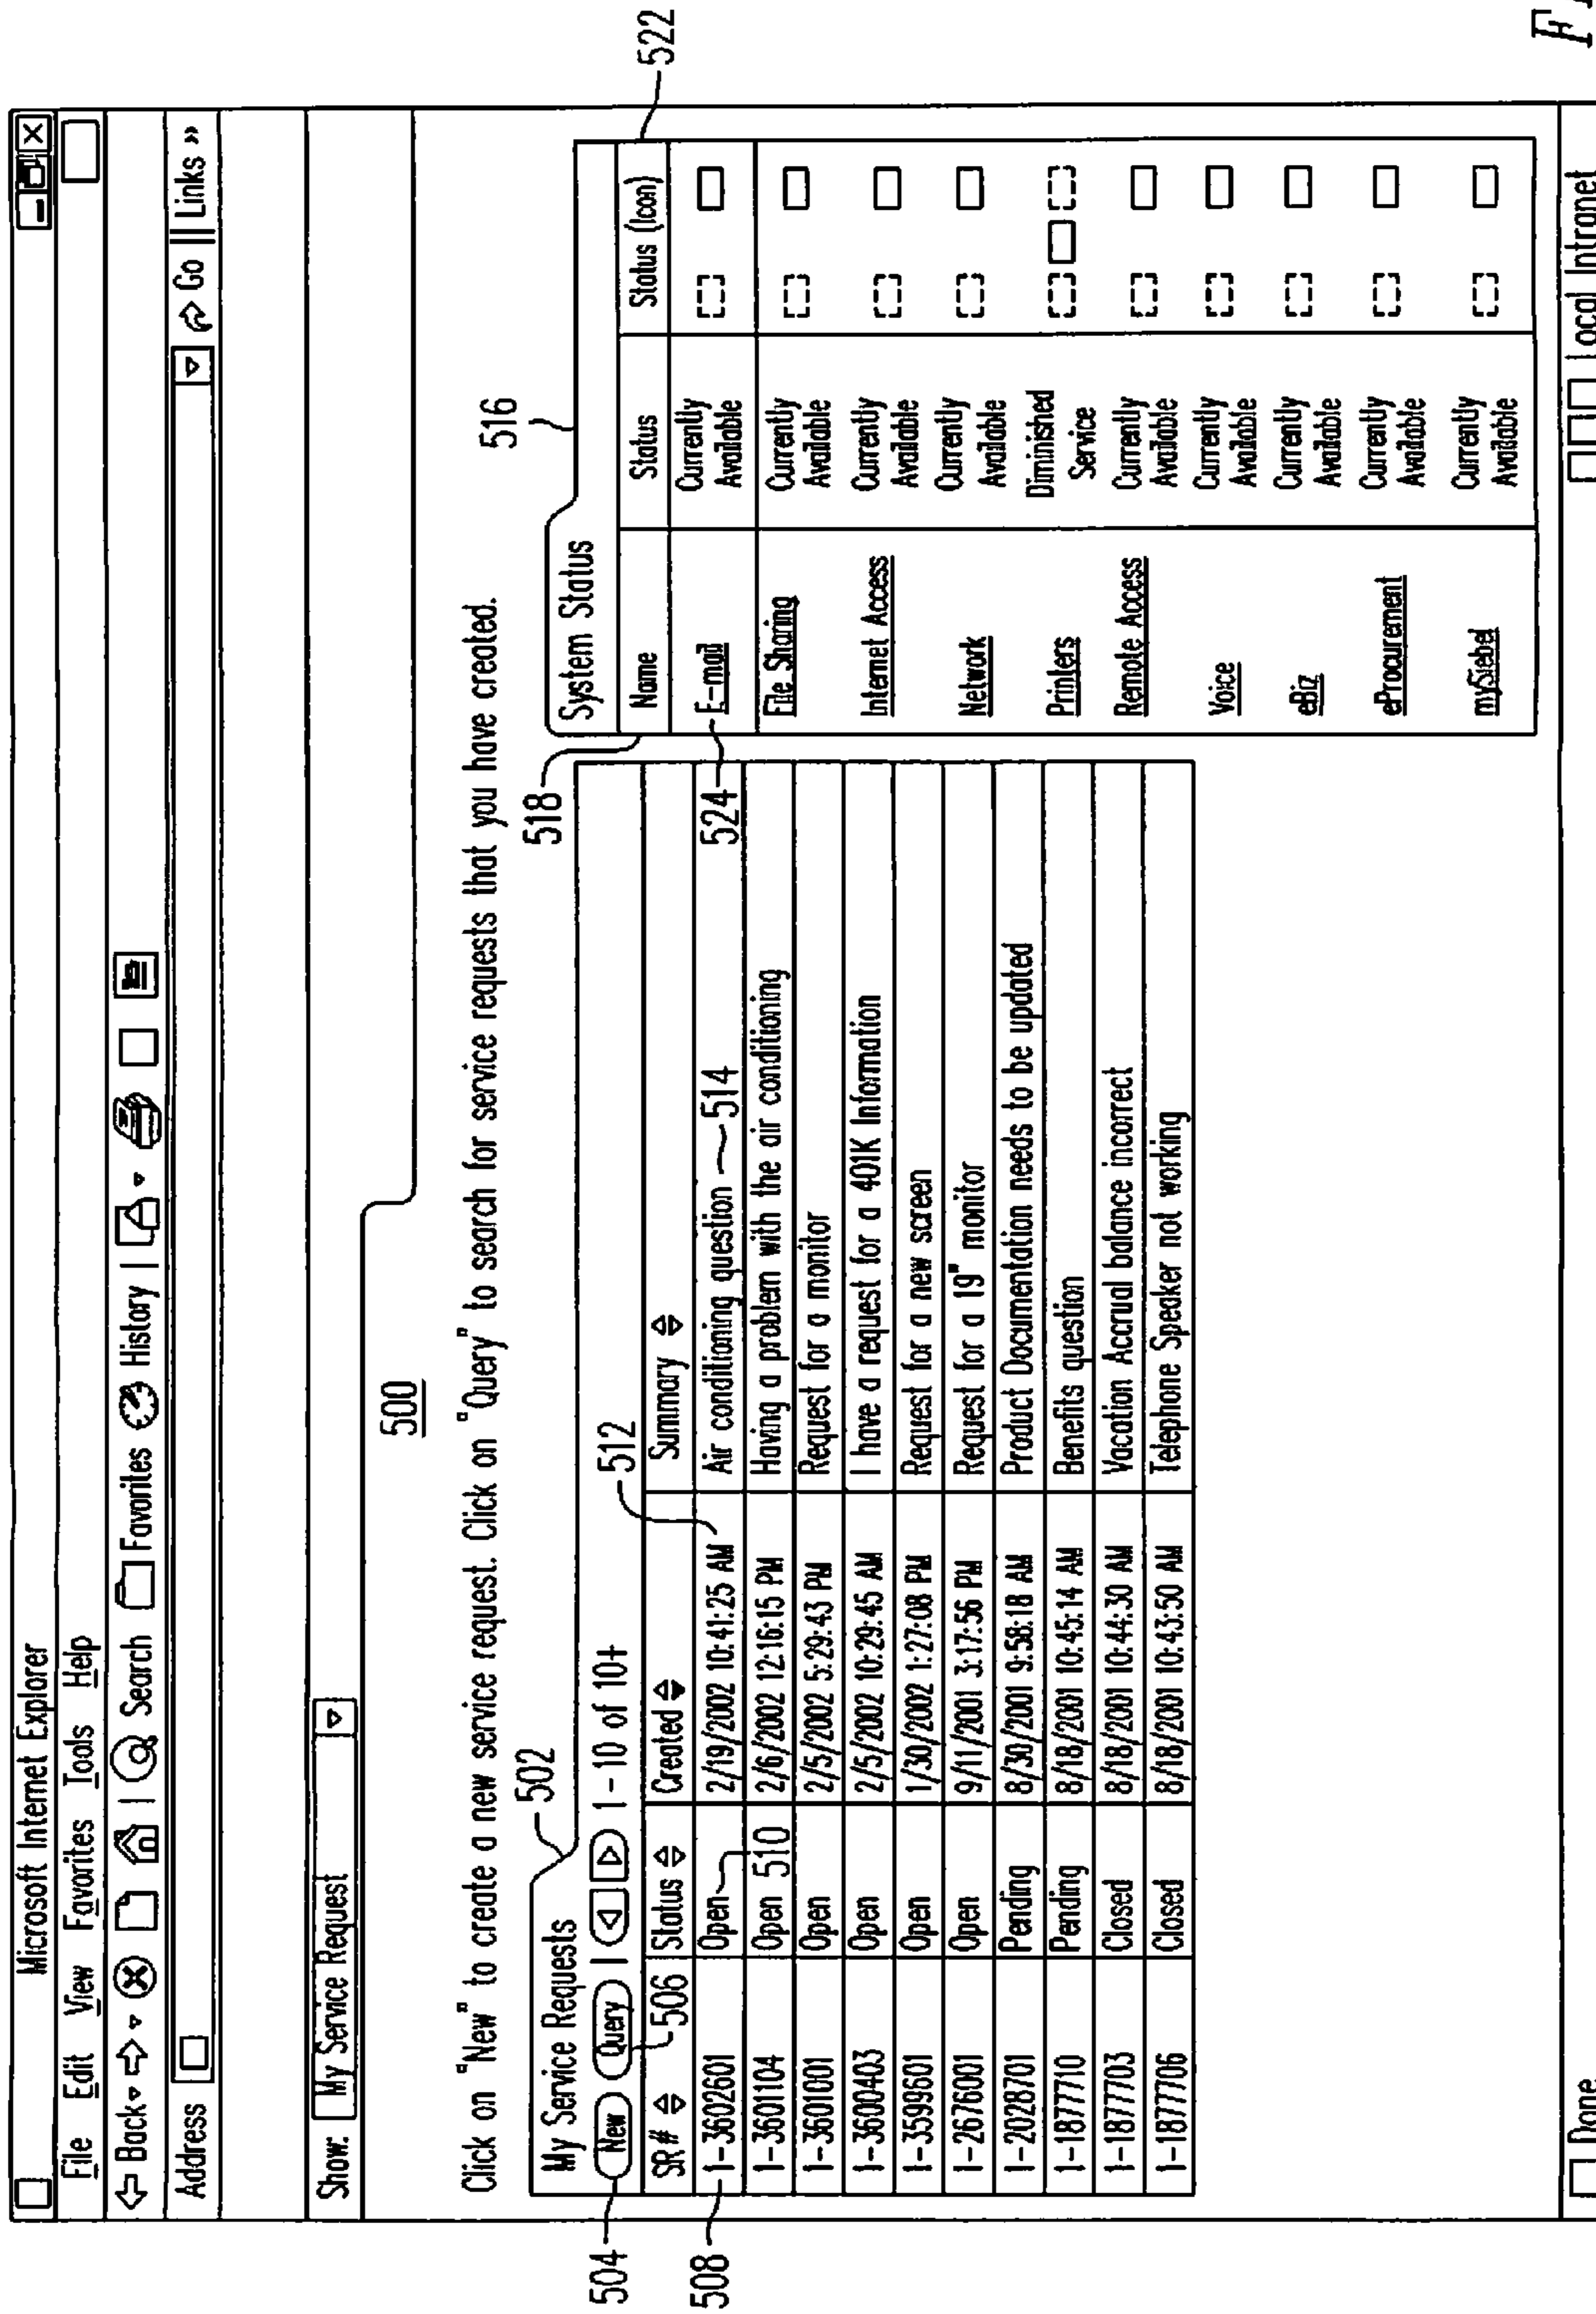 Microsoft Internet Explorer
File Edit View Favorites Tools Help
Back Search Favorites History
Address Go Links »
Show: My Service Request
500
Click on "New" to create a new service request. Click on "Query" to search for service requests that you have created.
502
516
518
My Service Requests
504 New Query 1-10 of 10+
506
512
SR # Status Created Summary
508 1-3602601 Open 2/19/2002 10:41:25 AM Air conditioning question 514
1-3601104 Open 510 2/6/2002 12:16:15 PM Having a problem with the air conditioning
1-3601001 Open 2/5/2002 5:29:43 PM Request for a monitor
1-3600403 Open 2/5/2002 10:29:45 AM I have a request for a 401K Information
1-3599601 Open 1/30/2002 1:27:08 PM Request for a new screen
1-2676001 Open 9/11/2001 3:17:56 PM Request for a 19" monitor
1-2028701 Pending 8/30/2001 9:58:18 AM Product Documentation needs to be updated
1-1877710 Pending 8/18/2001 10:45:14 AM Benefits question
1-1877703 Closed 8/18/2001 10:44:30 AM Vacation Accrual balance incorrect
1-1877706 Closed 8/18/2001 10:43:50 AM Telephone Speaker not working
System Status
Name Status Status (Icon)
522
524
E-mail Currently Available
File Sharing Currently Available
Internet Access Currently Available
Network Currently Available
Printers Diminished Service
Remote Access Currently Available
Voice Currently Available
eBiz Currently Available
eProcurement Currently Available
mySiebel Currently Available
Done Local Intranet